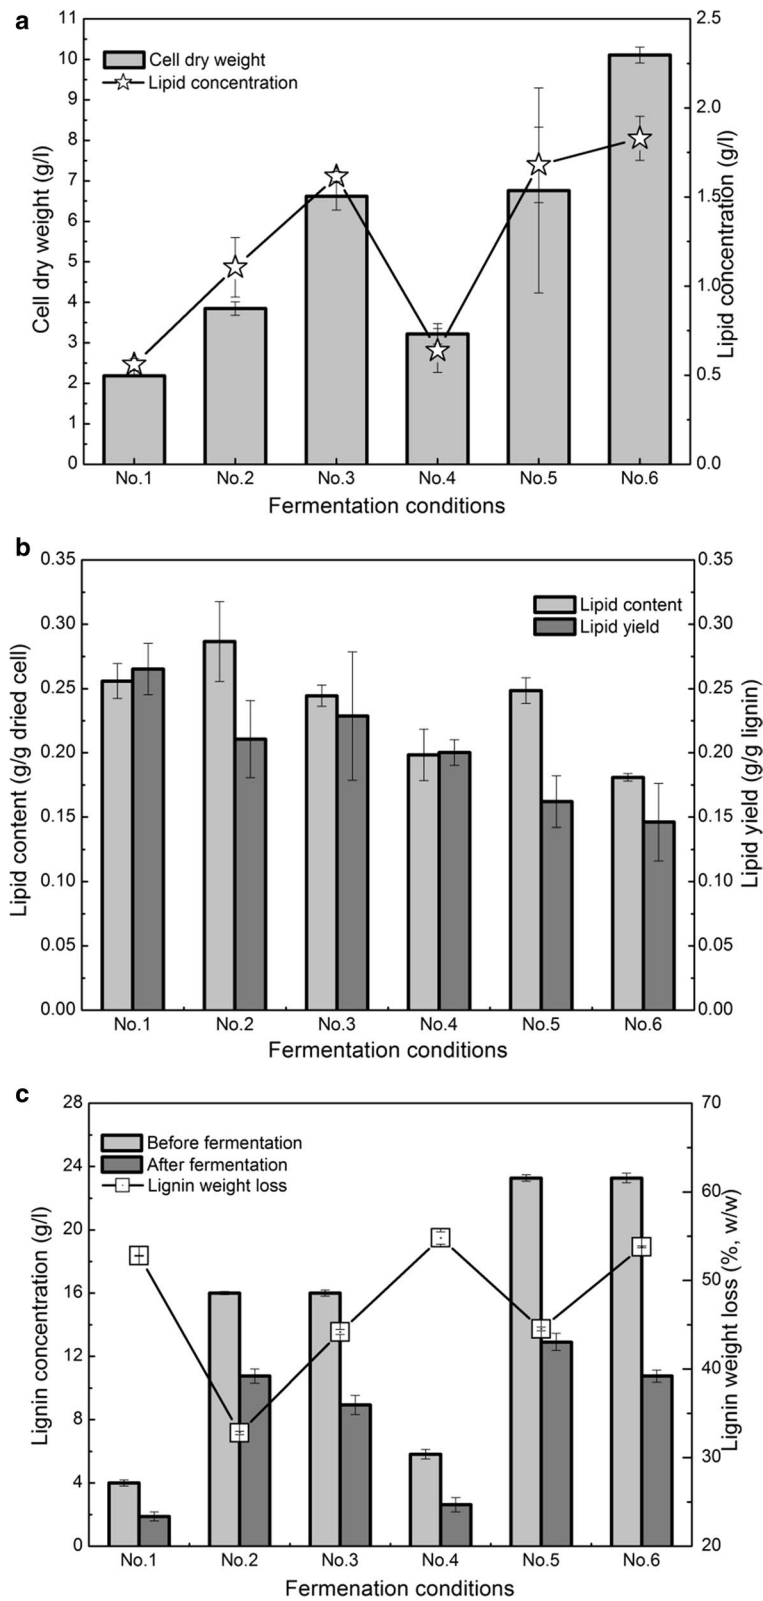 a
11
10
9
8
7
6
5
4
3
2
1
0
Cell dry weight (g/l)
Cell dry weight
Lipid concentration
2.5
2.0
1.5
1.0
0.5
0.0
Lipid concentration (g/l)
No.1 No.2 No.3 No.4 No.5 No.6
Fermentation conditions
b
0.35
0.30
0.25
0.20
0.15
0.10
0.05
0.00
Lipid content (g/g dried cell)
Lipid content
Lipid yield
0.35
0.30
0.25
0.20
0.15
0.10
0.05
0.00
Lipid yield (g/g lignin)
No.1 No.2 No.3 No.4 No.5 No.6
Fermentation conditions
c
28
24
20
16
12
8
4
0
Lignin concentration (g/l)
Before fermentation
After fermentation
Lignin weight loss
70
60
50
40
30
20
Lignin weight loss (%, w/w)
No.1 No.2 No.3 No.4 No.5 No.6
Fermenation conditions